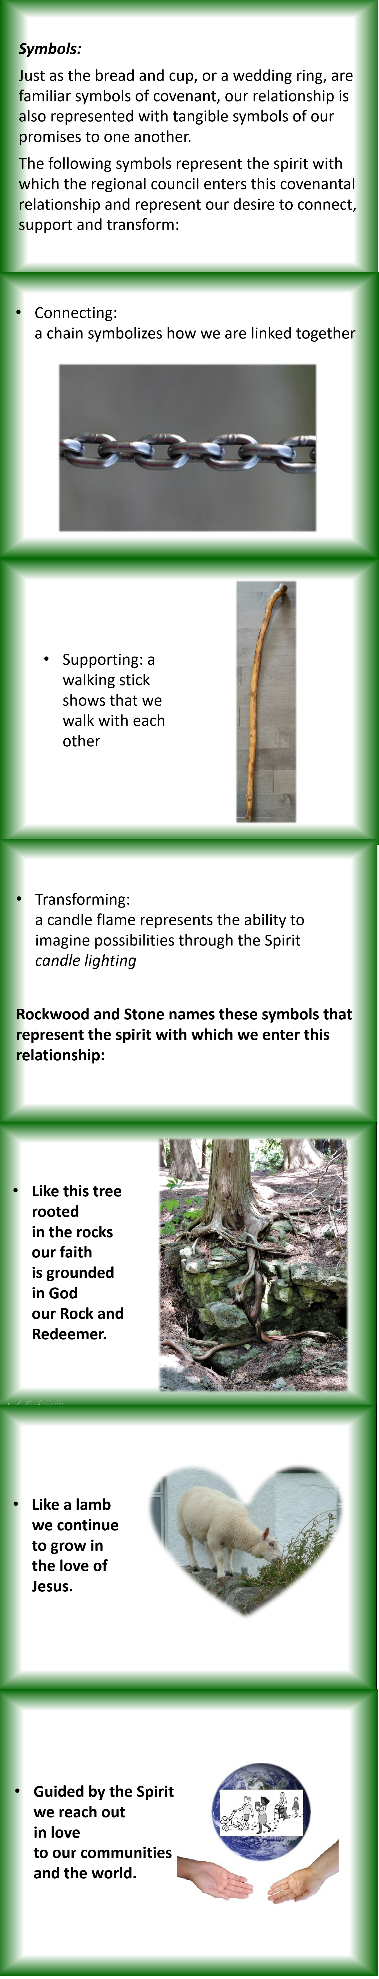 Symbols:
Just as the bread and cup, or a wedding ring, are
familiar symbols of covenant, our relationship is
also represented with tangible symbols of our
promises to one another.
The following symbols represent the spirit with
which the regional council enters this covenantal
relationship and represent our desire to connect,
support and transform:
• Connecting:
a chain symbolizes how we are linked together
• Supporting: a
walking stick
shows that we
walk with each
other
• Transforming:
a candle flame represents the ability to
imagine possibilities through the Spirit
candle lighting
Rockwood and Stone names these symbols that
represent the spirit with which we enter this
relationship:
• Like this tree
rooted
in the rocks
our faith
is grounded
in God
our Rock and
Redeemer.
• Like a lamb
we continue
to grow in
the love of
Jesus.
• Guided by the Spirit
we reach out
in love
to our communities
and the world.